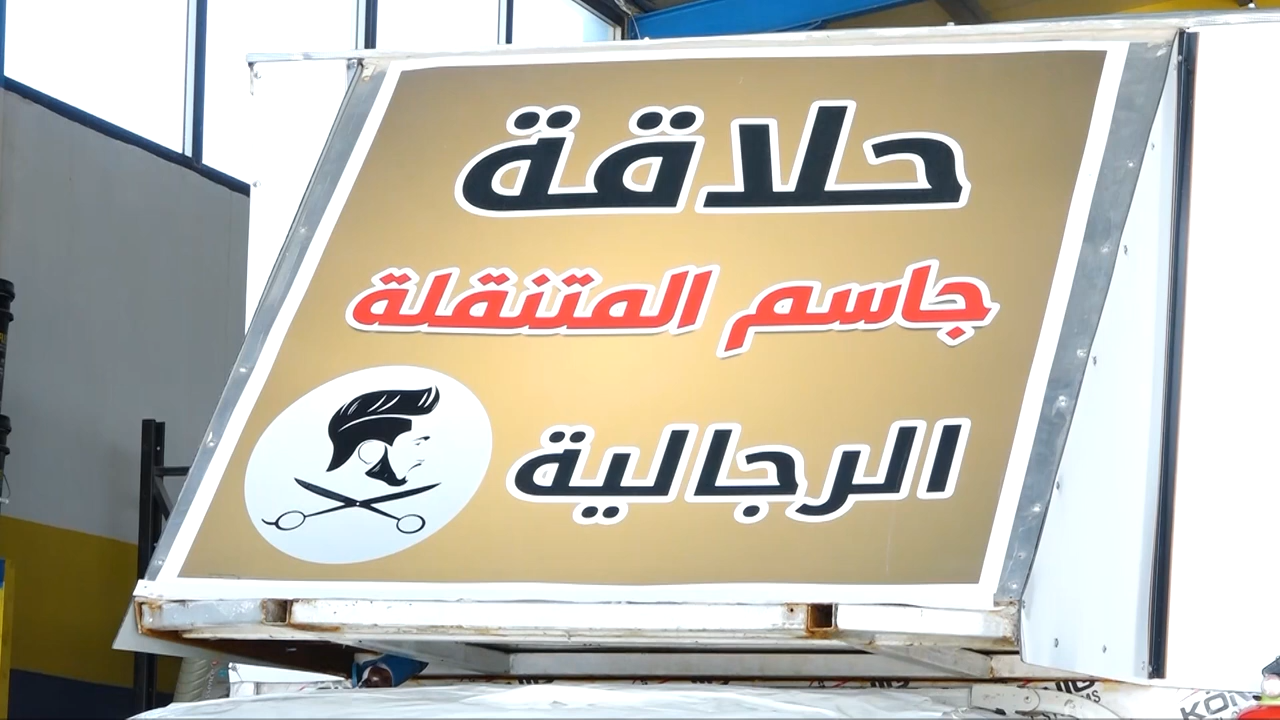 حلاقة
جاسم المتنقلة
الرجالية